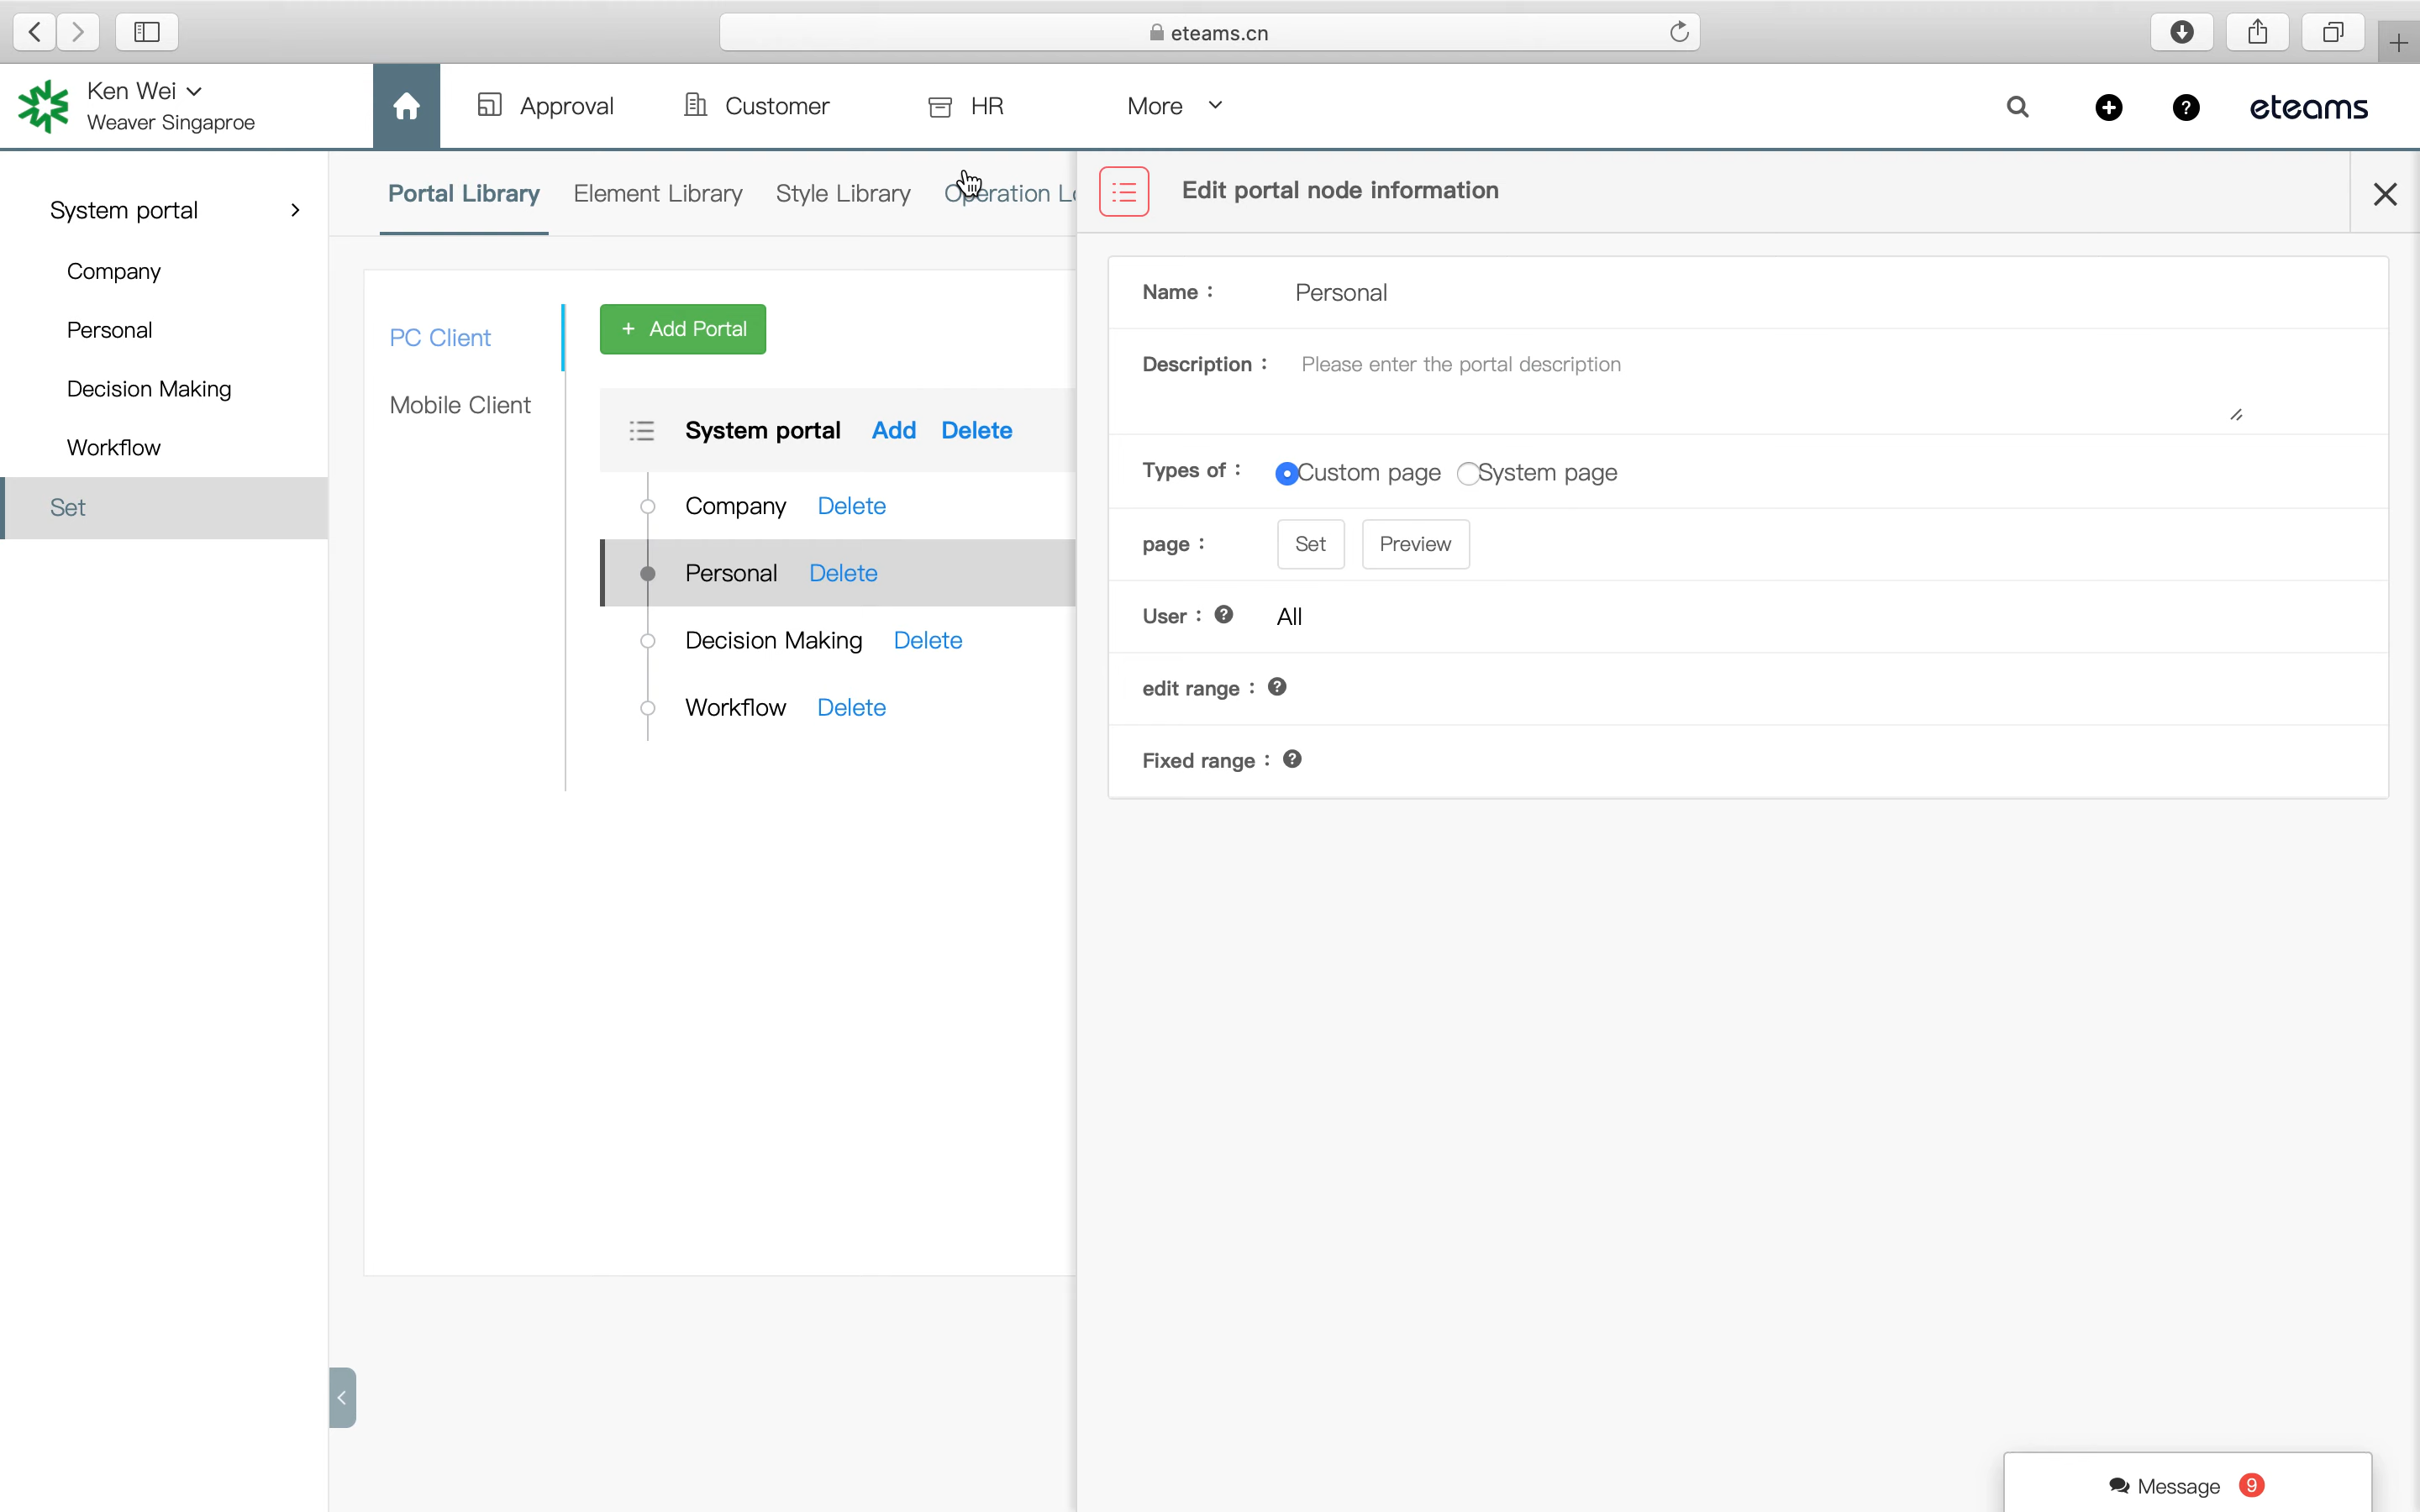 eteams.cn
Ken Wei
Weaver Singaproe
Approval
Customer
HR
More
eteams
System portal
Company
Personal
Decision Making
Workflow
Set
Portal Library
Element Library
Style Library
Operation
PC Client
Mobile Client
+ Add Portal
System portal Add Delete
Company Delete
Personal Delete
Decision Making Delete
Workflow Delete
Edit portal node information
Name : Personal
Description : Please enter the portal description
Types of : Custom page System page
page : Set Preview
User : ? All
edit range : ?
Fixed range : ?
Message 9